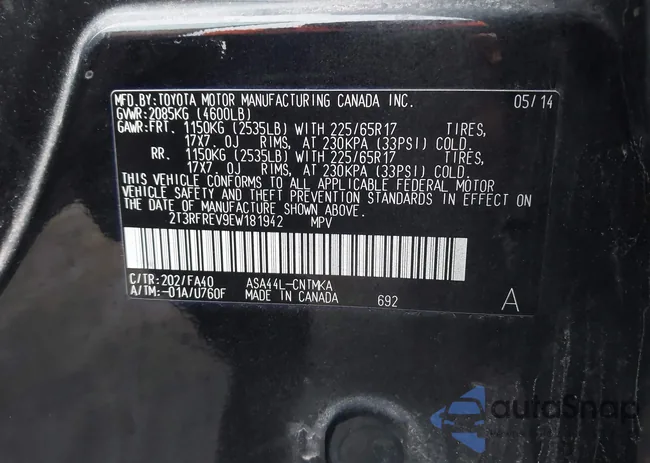 MFD.BY:TOYOTA MOTOR MANUFACTURING CANADA INC. 05/14
GVWR:2085KG (4600LB)
GAWR:FRT. 1150KG (2535LB) WITH 225/65R17 TIRES,
17X7. 0J RIMS, AT 230KPA (33PSI) COLD.
RR. 1150KG (2535LB) WITH 225/65R17 TIRES,
17X7. 0J RIMS, AT 230KPA (33PSI) COLD.
THIS VEHICLE CONFORMS TO ALL APPLICABLE FEDERAL MOTOR
VEHICLE SAFETY AND THEFT PREVENTION STANDARDS IN EFFECT ON
THE DATE OF MANUFACTURE SHOWN ABOVE.
2T3RFREV9EW181942 MPV
C/TR:202/FA40 ASA44L-CNTMKA
A/TM:-01A/U760F MADE IN CANADA 692 A
autoSnap